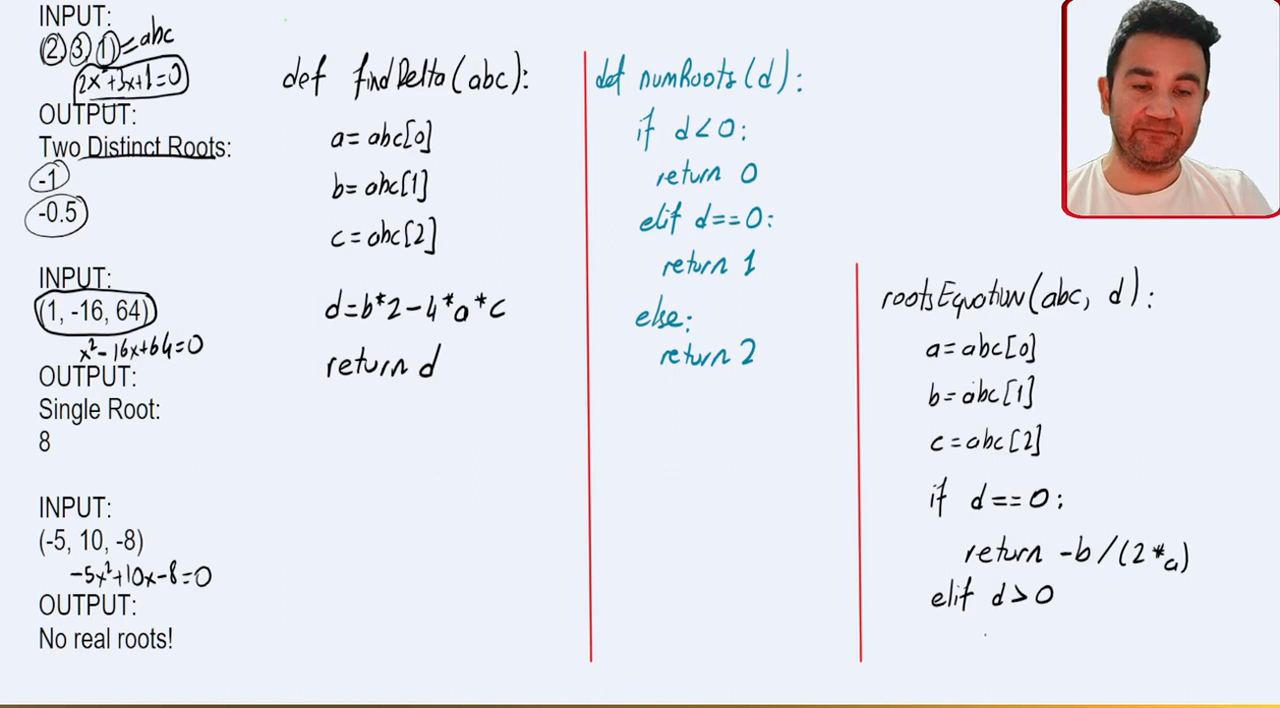 INPUT:
(2, 3, 1) = abc
2x²+3x+1=0
OUTPUT:
Two Distinct Roots:
-1
-0.5
INPUT:
(1, -16, 64)
x²-16x+64=0
OUTPUT:
Single Root:
8
INPUT:
(-5, 10, -8)
-5x²+10x-8=0
OUTPUT:
No real roots!
def findDelta(abc):
a=abc[0]
b=abc[1]
c=abc[2]
d=b*2-4*a*c
return d
def numRoots(d):
if d<0:
return 0
elif d==0:
return 1
else:
return 2
rootsEquation(abc, d):
a=abc[0]
b=abc[1]
c=abc[2]
if d==0:
return -b/(2*a)
elif d>0